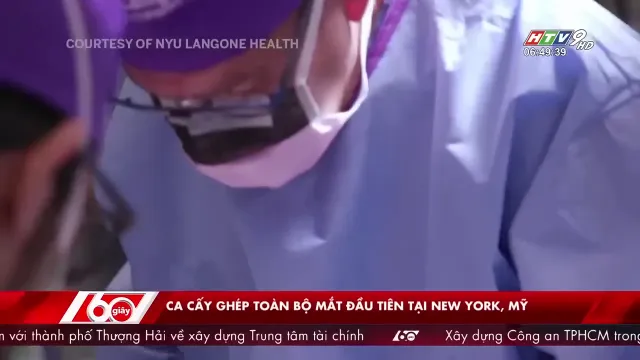 COURTESY OF NYU LANGONE HEALTH
HTV9 HD
06:49:39
60 giây
CA CẤY GHÉP TOÀN BỘ MẮT ĐẦU TIÊN TẠI NEW YORK, MỸ
n với thành phố Thượng Hải về xây dựng Trung tâm tài chính 60 Xây dựng Công an TPHCM trong